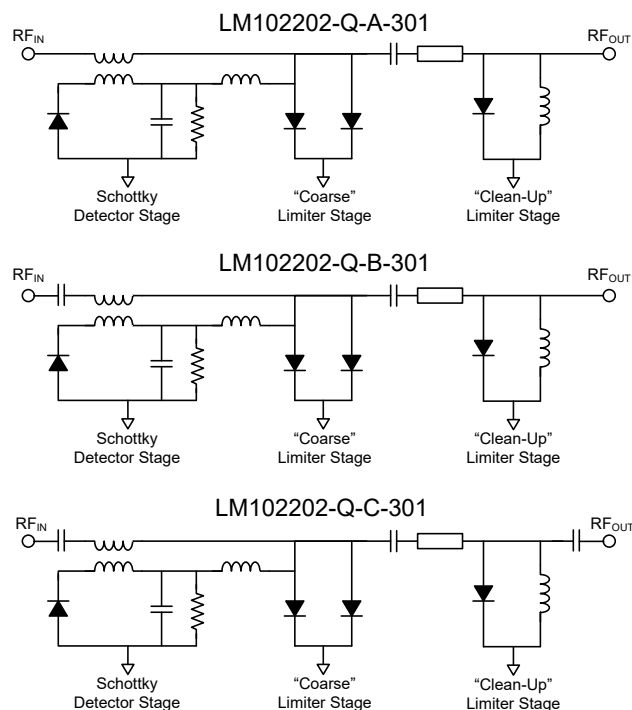 LM102202-Q-A-301
RFIN
RFOUT
Schottky
Detector Stage
“Coarse”
Limiter Stage
“Clean-Up”
Limiter Stage
LM102202-Q-B-301
RFIN
RFOUT
Schottky
Detector Stage
“Coarse”
Limiter Stage
“Clean-Up”
Limiter Stage
LM102202-Q-C-301
RFIN
RFOUT
Schottky
Detector Stage
“Coarse”
Limiter Stage
“Clean-Up”
Limiter Stage